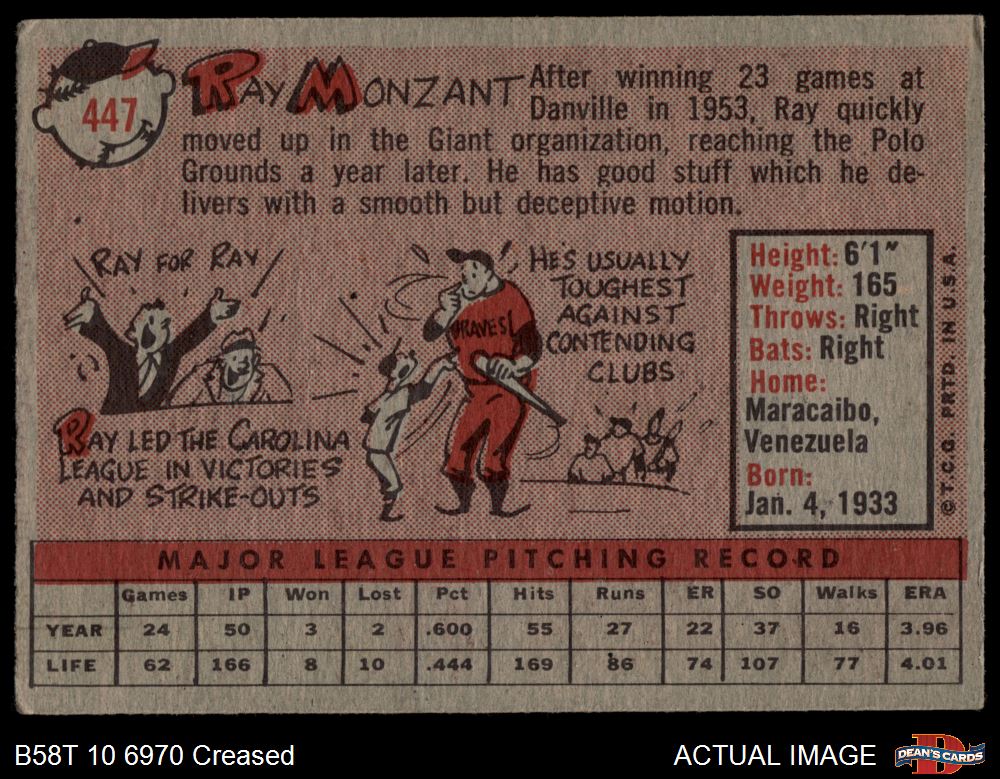 447
RAY MONZANT
After winning 23 games at
Danville in 1953, Ray quickly
moved up in the Giant organization, reaching the Polo
Grounds a year later. He has good stuff which he de-
livers with a smooth but deceptive motion.
RAY FOR RAY
RAY LED THE CAROLINA
LEAGUE IN VICTORIES
AND STRIKE-OUTS
HE'S USUALLY
TOUGHEST
AGAINST
CONTENDING
CLUBS
RAVES
Height: 6'1"
Weight: 165
Throws: Right
Bats: Right
Home:
Maracaibo,
Venezuela
Born:
Jan. 4, 1933
© T.C.G. PRTD. IN U.S.A.
MAJOR LEAGUE PITCHING RECORD
Games IP Won Lost Pct Hits Runs ER SO Walks ERA
YEAR 24 50 3 2 .600 55 27 22 37 16 3.96
LIFE 62 166 8 10 .444 169 86 74 107 77 4.01
B58T 10 6970 Creased
ACTUAL IMAGE
DEAN'S CARDS